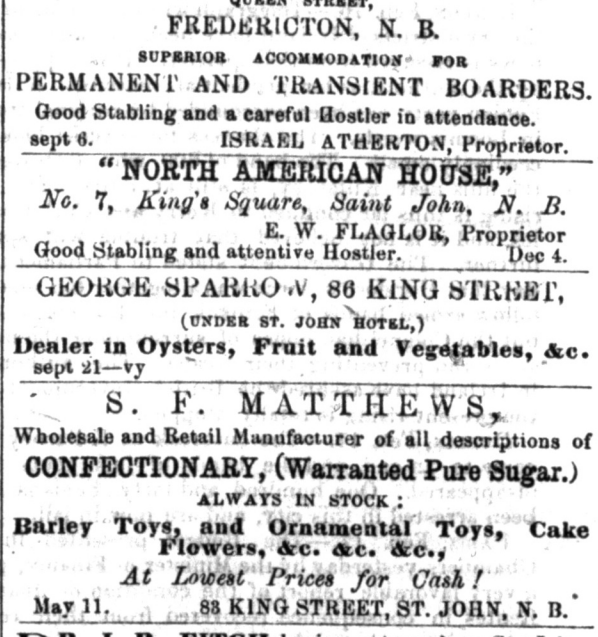 QUEEN STREET,
FREDERICTON, N. B.
SUPERIOR ACCOMMODATION FOR
PERMANENT AND TRANSIENT BOARDERS.
Good Stabling and a careful Hostler in attendance.
sept 6. ISRAEL ATHERTON, Proprietor.
"NORTH AMERICAN HOUSE,"
No. 7, King's Square, Saint John, N. B.
E. W. FLAGLOR, Proprietor
Good Stabling and attentive Hostler. Dec 4.
GEORGE SPARROW, 86 KING STREET,
(UNDER ST. JOHN HOTEL,)
Dealer in Oysters, Fruit and Vegetables, &c.
sept 21—vy
S. F. MATTHEWS,
Wholesale and Retail Manufacturer of all descriptions of
CONFECTIONARY, (Warranted Pure Sugar.)
ALWAYS IN STOCK:
Barley Toys, and Ornamental Toys, Cake
Flowers, &c. &c. &c.,
At Lowest Prices for Cash!
May 11. 83 KING STREET, ST. JOHN, N. B.